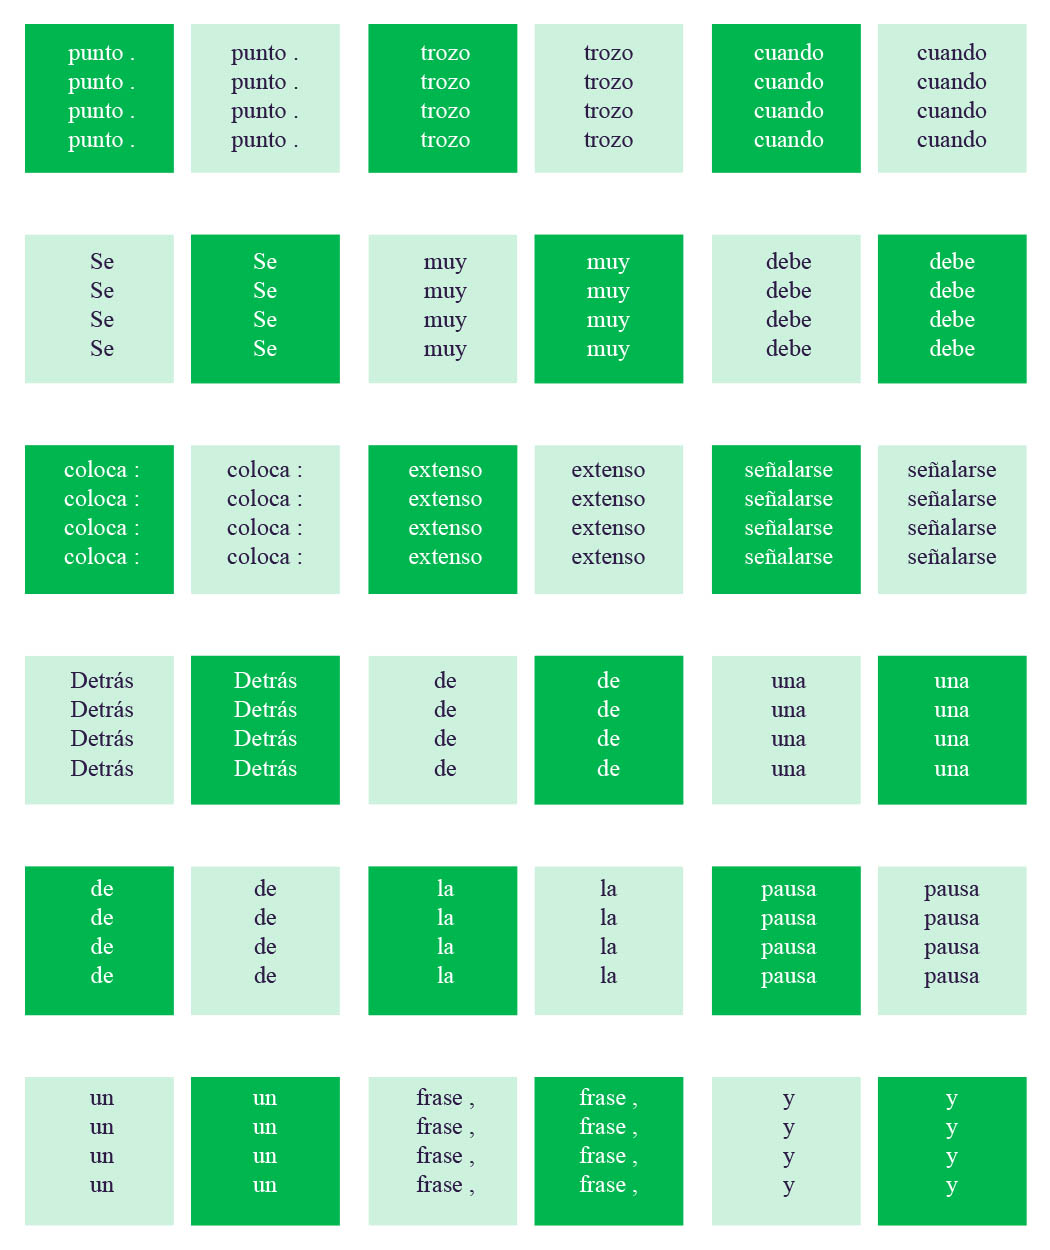 punto . punto . trozo trozo cuando cuando
punto . punto . trozo trozo cuando cuando
punto . punto . trozo trozo cuando cuando
punto . punto . trozo trozo cuando cuando
Se Se muy muy debe debe
Se Se muy muy debe debe
Se Se muy muy debe debe
Se Se muy muy debe debe
coloca : coloca : extenso extenso señalarse señalarse
coloca : coloca : extenso extenso señalarse señalarse
coloca : coloca : extenso extenso señalarse señalarse
coloca : coloca : extenso extenso señalarse señalarse
Detrás Detrás de de una una
Detrás Detrás de de una una
Detrás Detrás de de una una
Detrás Detrás de de una una
de de la la pausa pausa
de de la la pausa pausa
de de la la pausa pausa
de de la la pausa pausa
un un frase , frase , y y
un un frase , frase , y y
un un frase , frase , y y
un un frase , frase , y y